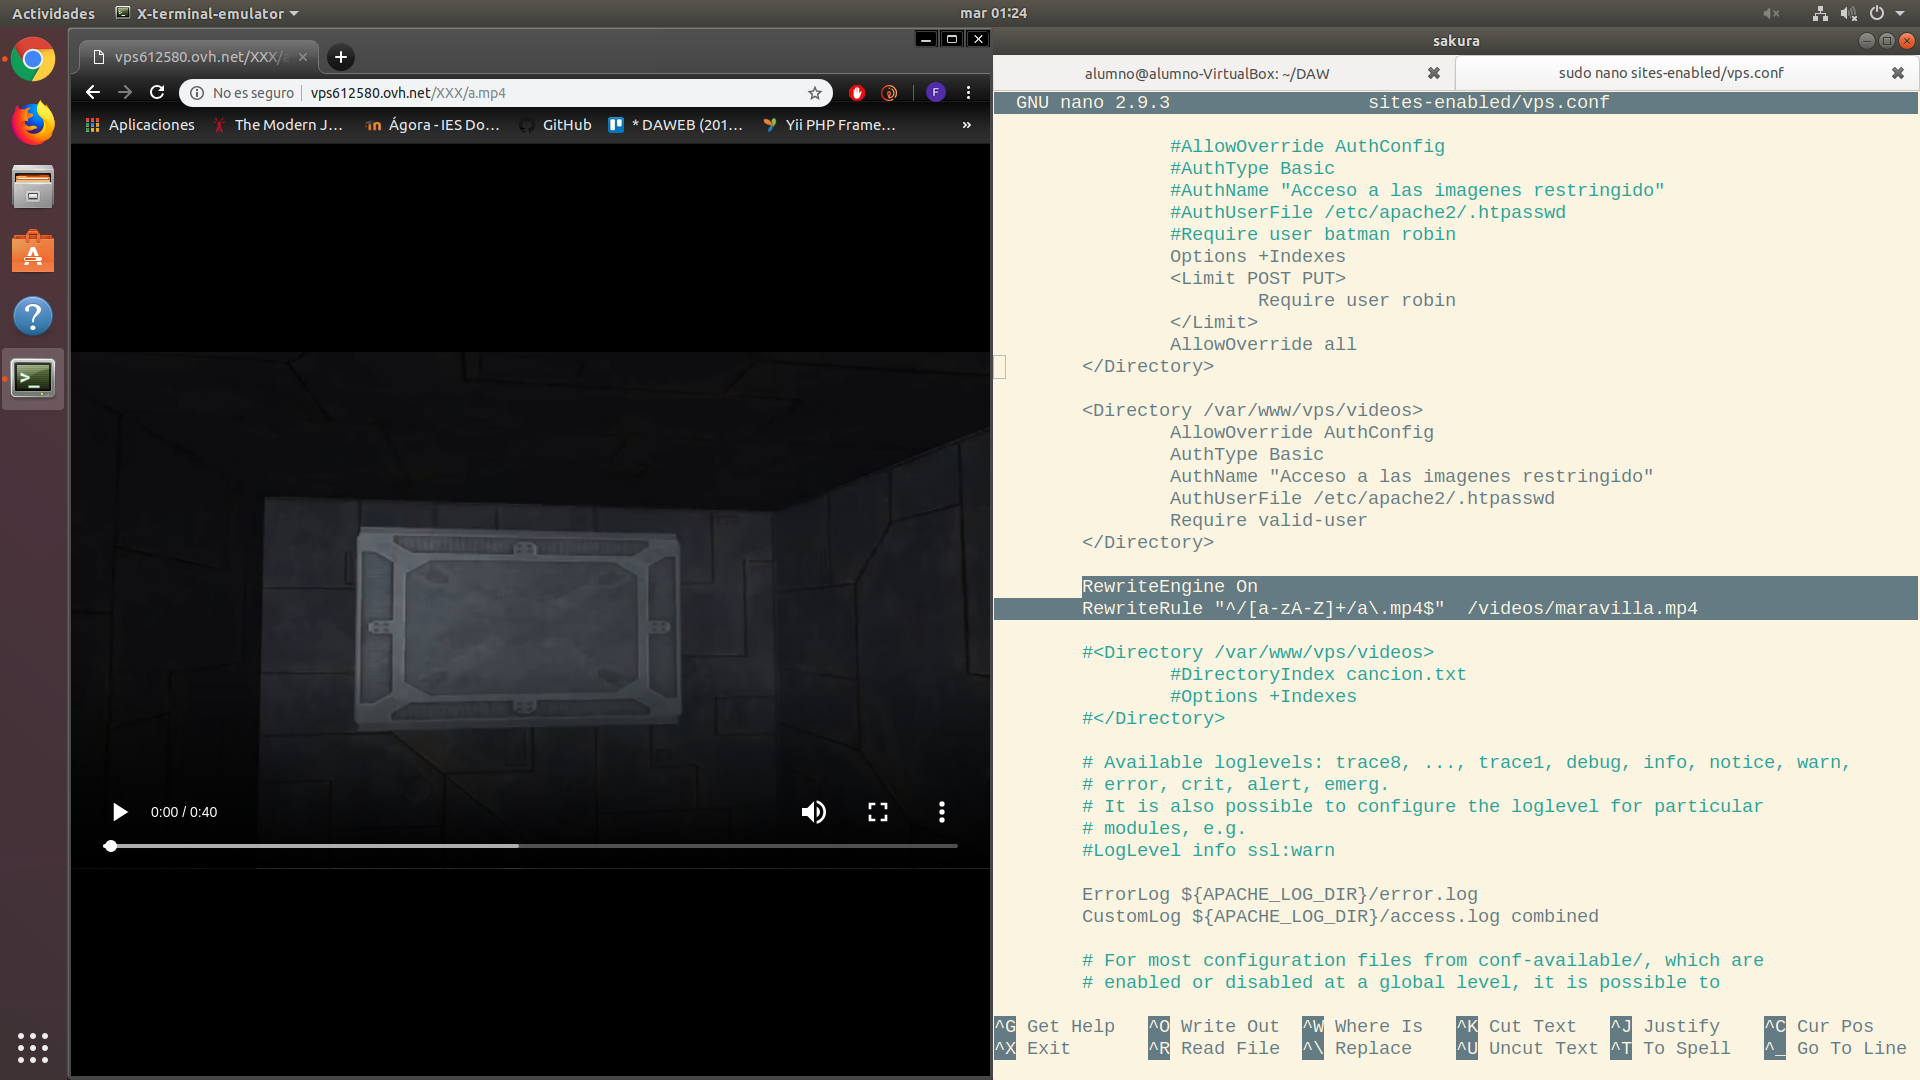 Actividades
X-terminal-emulator
mar 01:24
vps612580.ovh.net/XXX/a
No es seguro
vps612580.ovh.net/XXX/a.mp4
F
Aplicaciones
The Modern J...
Ágora - IES Do...
GitHub
* DAWEB (201...
Yii PHP Frame...
»
0:00 / 0:40
sakura
alumno@alumno-VirtualBox: ~/DAW
sudo nano sites-enabled/vps.conf
GNU nano 2.9.3 sites-enabled/vps.conf
#AllowOverride AuthConfig
#AuthType Basic
#AuthName "Acceso a las imagenes restringido"
#AuthUserFile /etc/apache2/.htpasswd
#Require user batman robin
Options +Indexes
<Limit POST PUT>
Require user robin
</Limit>
AllowOverride all
</Directory>
<Directory /var/www/vps/videos>
AllowOverride AuthConfig
AuthType Basic
AuthName "Acceso a las imagenes restringido"
AuthUserFile /etc/apache2/.htpasswd
Require valid-user
</Directory>
RewriteEngine On
RewriteRule "^/[a-zA-Z]+/a\.mp4$" /videos/maravilla.mp4
#<Directory /var/www/vps/videos>
#DirectoryIndex cancion.txt
#Options +Indexes
#</Directory>
# Available loglevels: trace8, ..., trace1, debug, info, notice, warn,
# error, crit, alert, emerg.
# It is also possible to configure the loglevel for particular
# modules, e.g.
#LogLevel info ssl:warn
ErrorLog ${APACHE_LOG_DIR}/error.log
CustomLog ${APACHE_LOG_DIR}/access.log combined
# For most configuration files from conf-available/, which are
# enabled or disabled at a global level, it is possible to
^G Get Help ^O Write Out ^W Where Is ^K Cut Text ^J Justify ^C Cur Pos
^X Exit ^R Read File ^\ Replace ^U Uncut Text ^T To Spell ^_ Go To Line